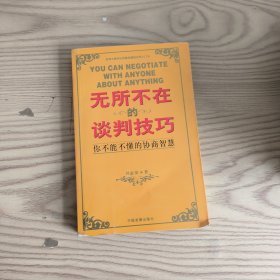 YOU CAN NEGOTIATE
WITH ANYONE
ABOUT ANYTHING
无所不在
的
谈判技巧
你不能不懂的协商智慧